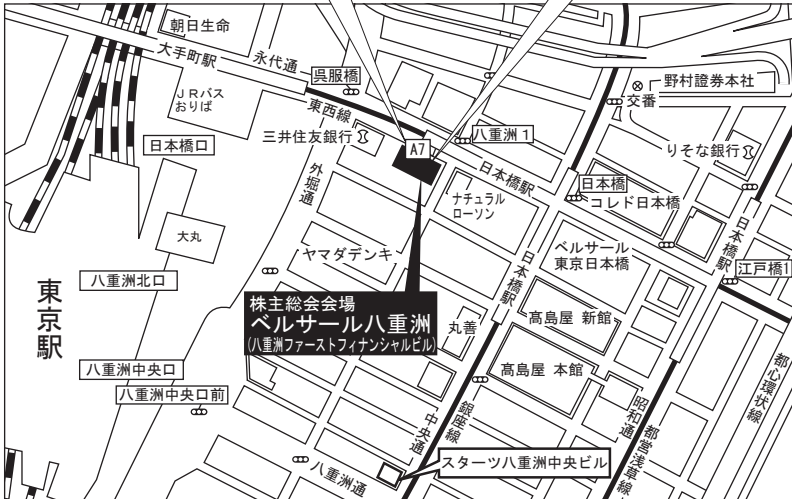 朝日生命
大手町駅
永代通
呉服橋
JRバス
おりば
東西線
三井住友銀行
日本橋口
外堀通
A7
八重洲1
日本橋駅
野村證券本社
交番
りそな銀行
日本橋
コレド日本橋
ナチュラル
ローソン
大丸
ヤマダデンキ
日本橋駅
ベルサール
東京日本橋
日本橋駅
江戸橋1
八重洲北口
東京駅
株主総会会場
ベルサール八重洲
(八重洲ファーストフィナンシャルビル)
丸善
髙島屋 新館
髙島屋 本館
八重洲中央口
八重洲中央口前
中央通
銀座線
昭和通
都営浅草線
都心環状線
八重洲通
スターツ八重洲中央ビル